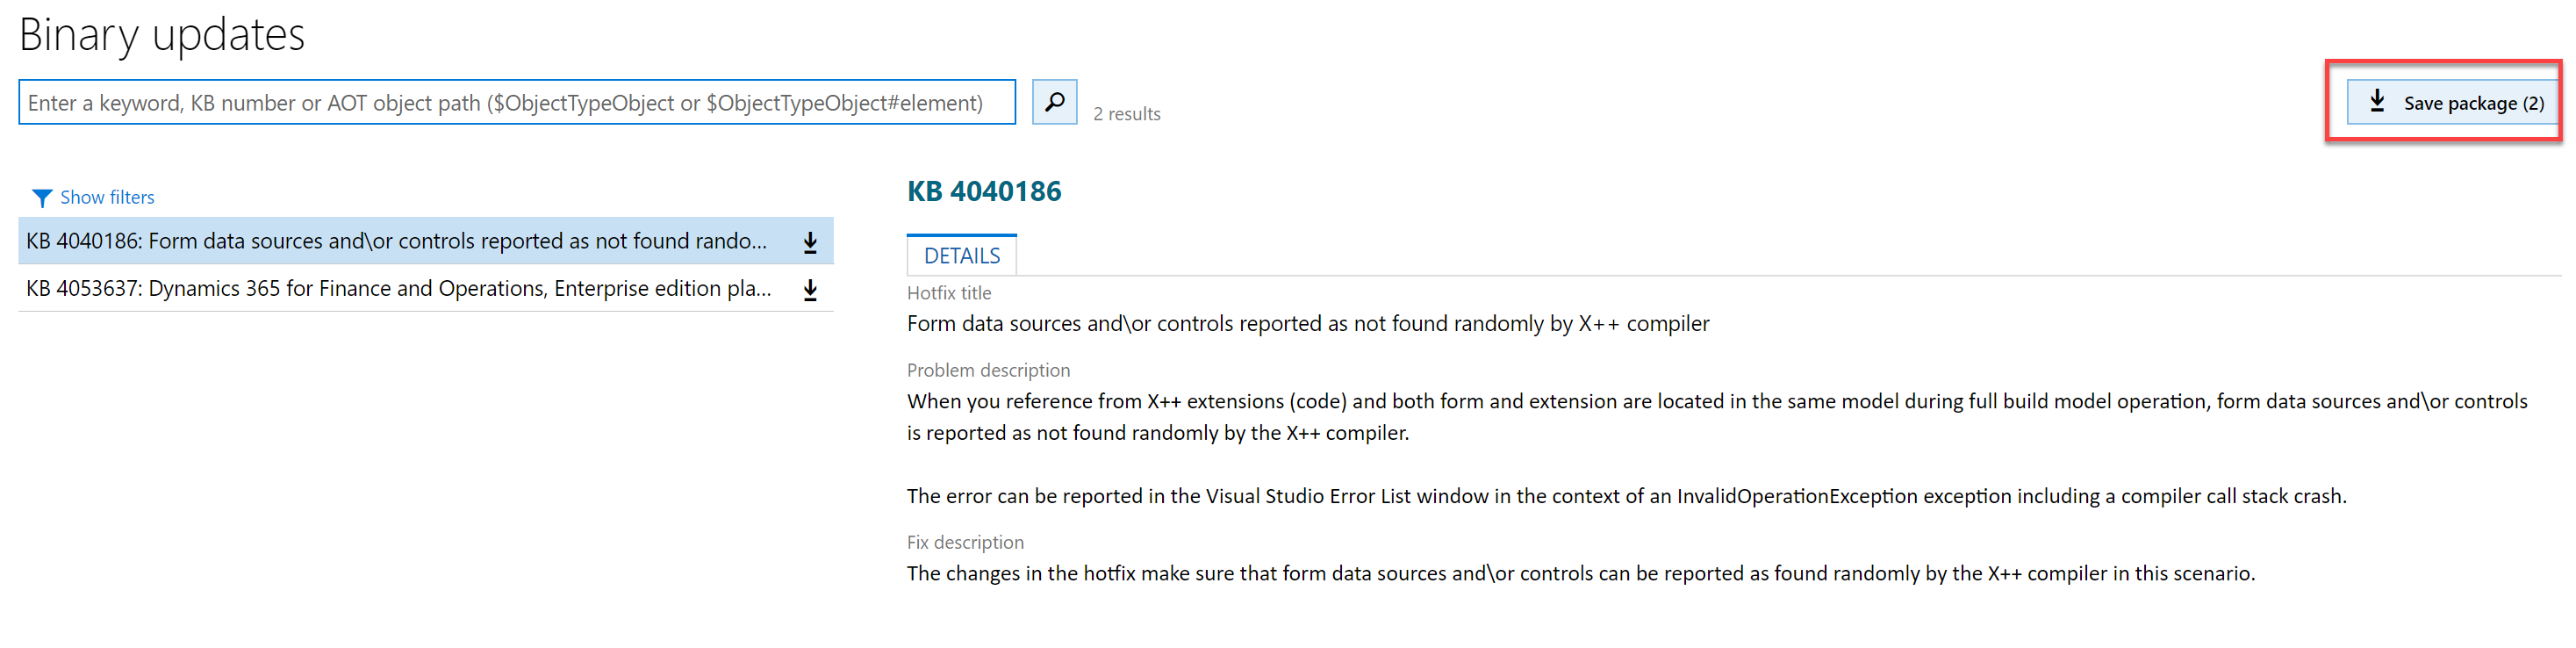 Binary updates
Enter a keyword, KB number or AOT object path ($ObjectTypeObject or $ObjectTypeObject#element)
2 results
Save package (2)
Show filters
KB 4040186: Form data sources and\or controls reported as not found rando...
KB 4053637: Dynamics 365 for Finance and Operations, Enterprise edition pla...
KB 4040186
DETAILS
Hotfix title
Form data sources and\or controls reported as not found randomly by X++ compiler
Problem description
When you reference from X++ extensions (code) and both form and extension are located in the same model during full build model operation, form data sources and\or controls
is reported as not found randomly by the X++ compiler.
The error can be reported in the Visual Studio Error List window in the context of an InvalidOperationException exception including a compiler call stack crash.
Fix description
The changes in the hotfix make sure that form data sources and\or controls can be reported as found randomly by the X++ compiler in this scenario.